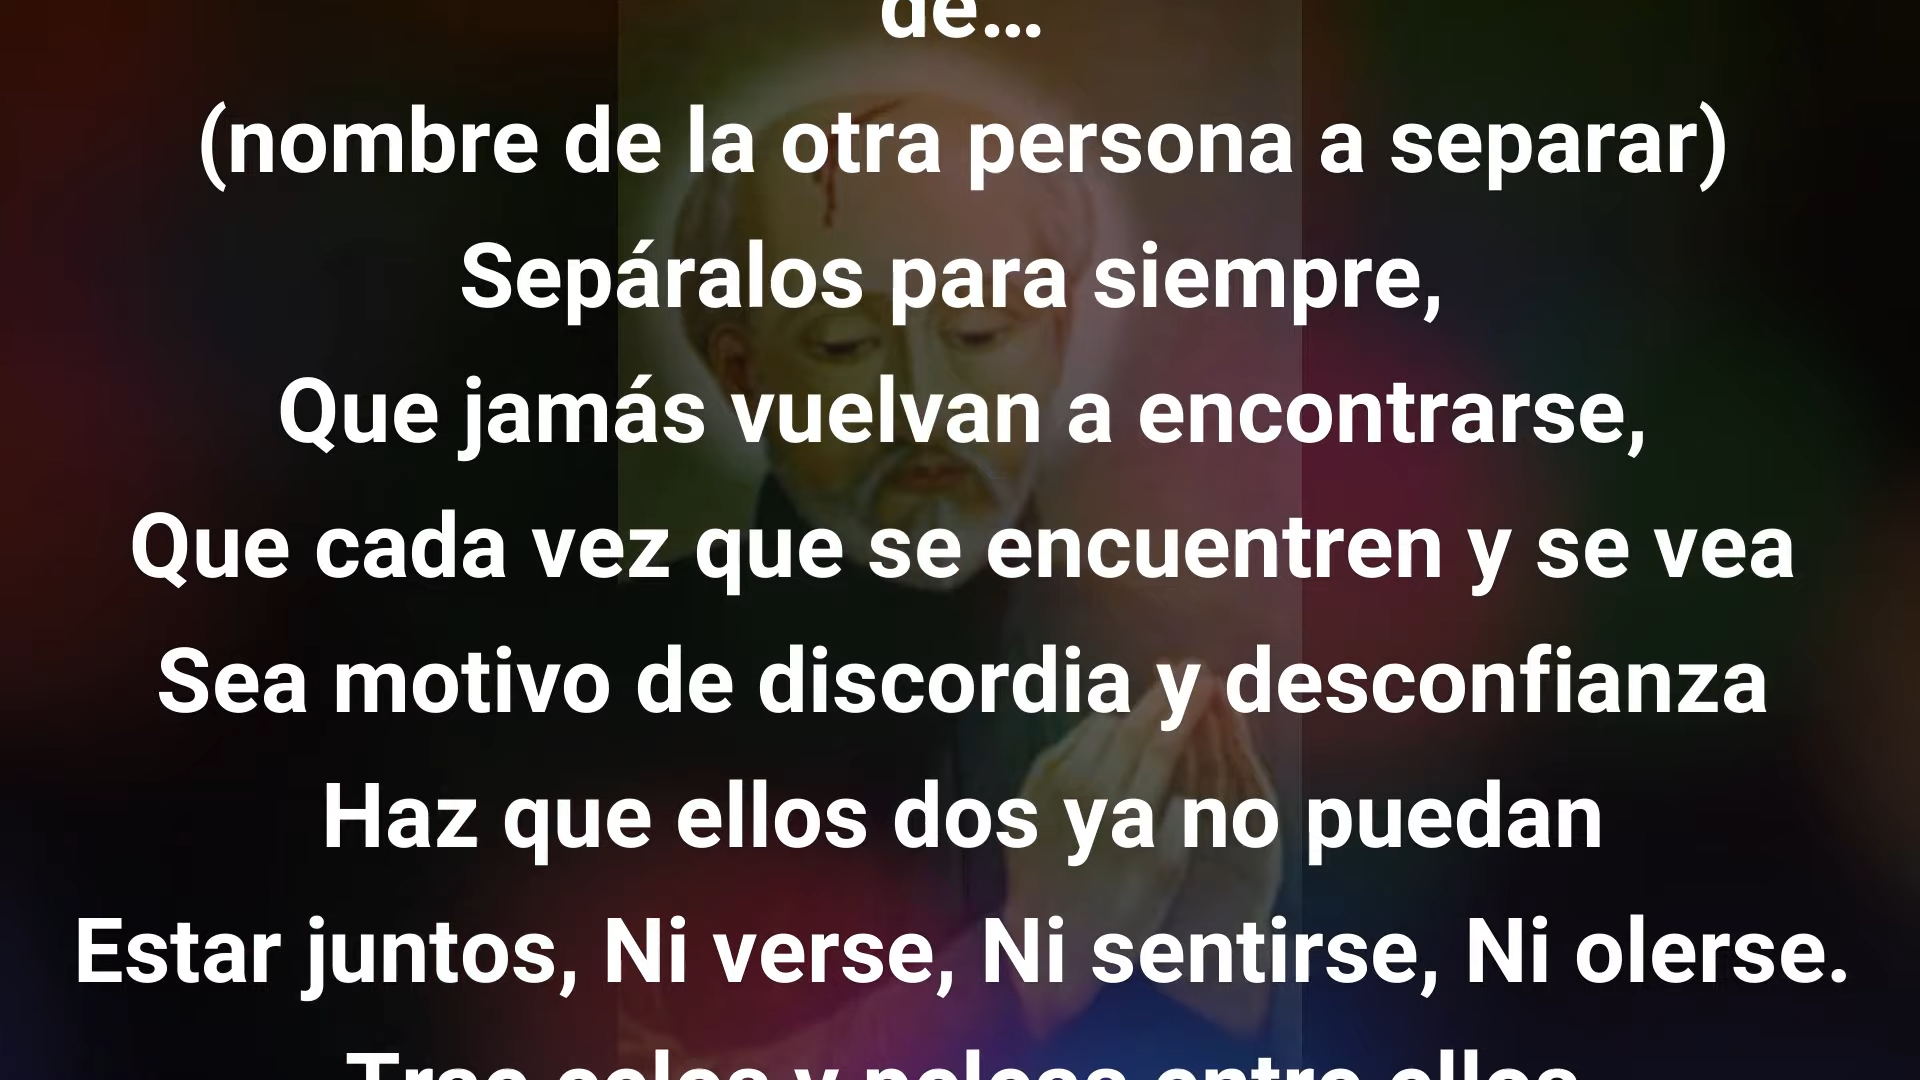 de...
(nombre de la otra persona a separar)
Sepáralos para siempre,
Que jamás vuelvan a encontrarse,
Que cada vez que se encuentren y se vea
Sea motivo de discordia y desconfianza
Haz que ellos dos ya no puedan
Estar juntos, Ni verse, Ni sentirse, Ni olerse.
Trae celos y peleas entre ellos